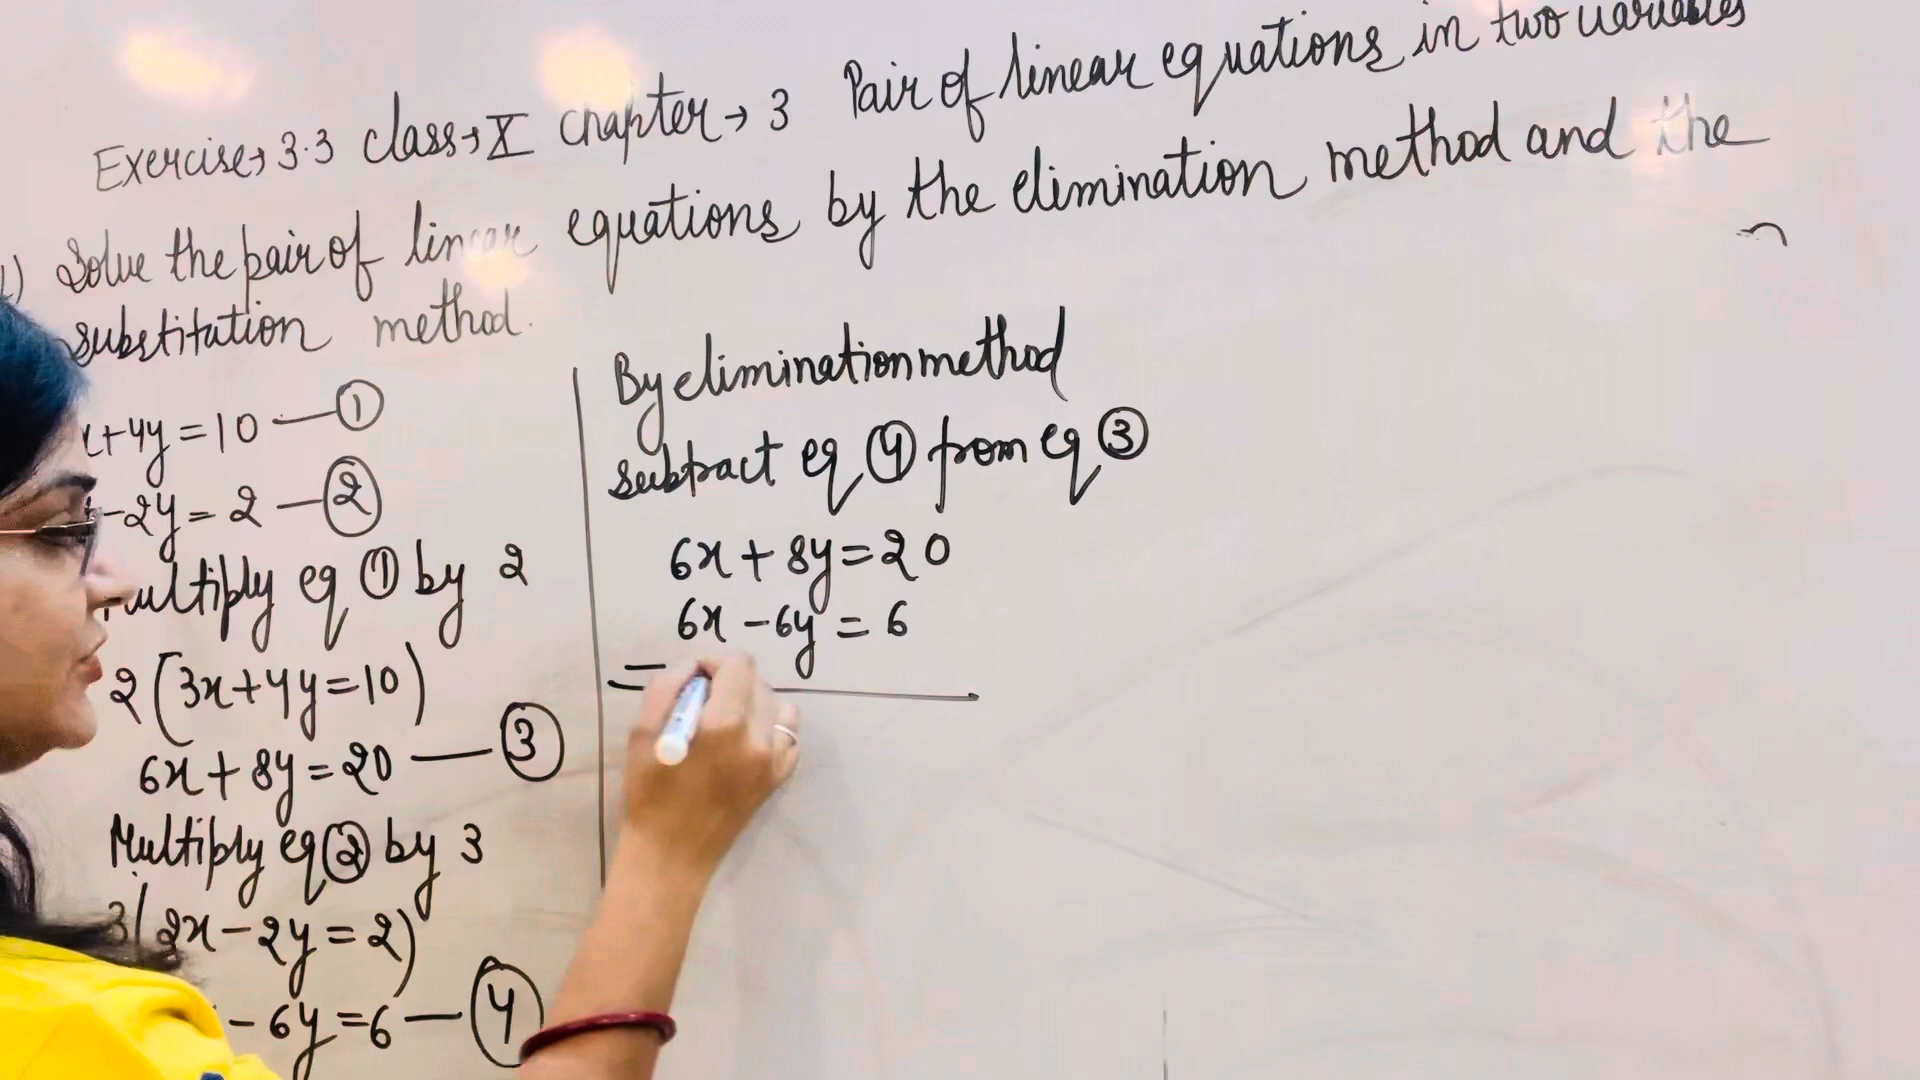 Exercise→ 3.3 class→ X Chapter→ 3 Pair of linear equations in two variables
1) Solve the pair of linear equations by the elimination method and the
substitution method.
x+4y=10 — ①
-2y=2 — ②
Multiply eq ① by 2
2(3x+4y=10)
6x+8y=20 — ③
Multiply eq ② by 3
3(2x-2y=2)
-6y=6 — ④
By elimination method
Subtract eq ④ from eq ③
6x+8y=20
6x-6y=6